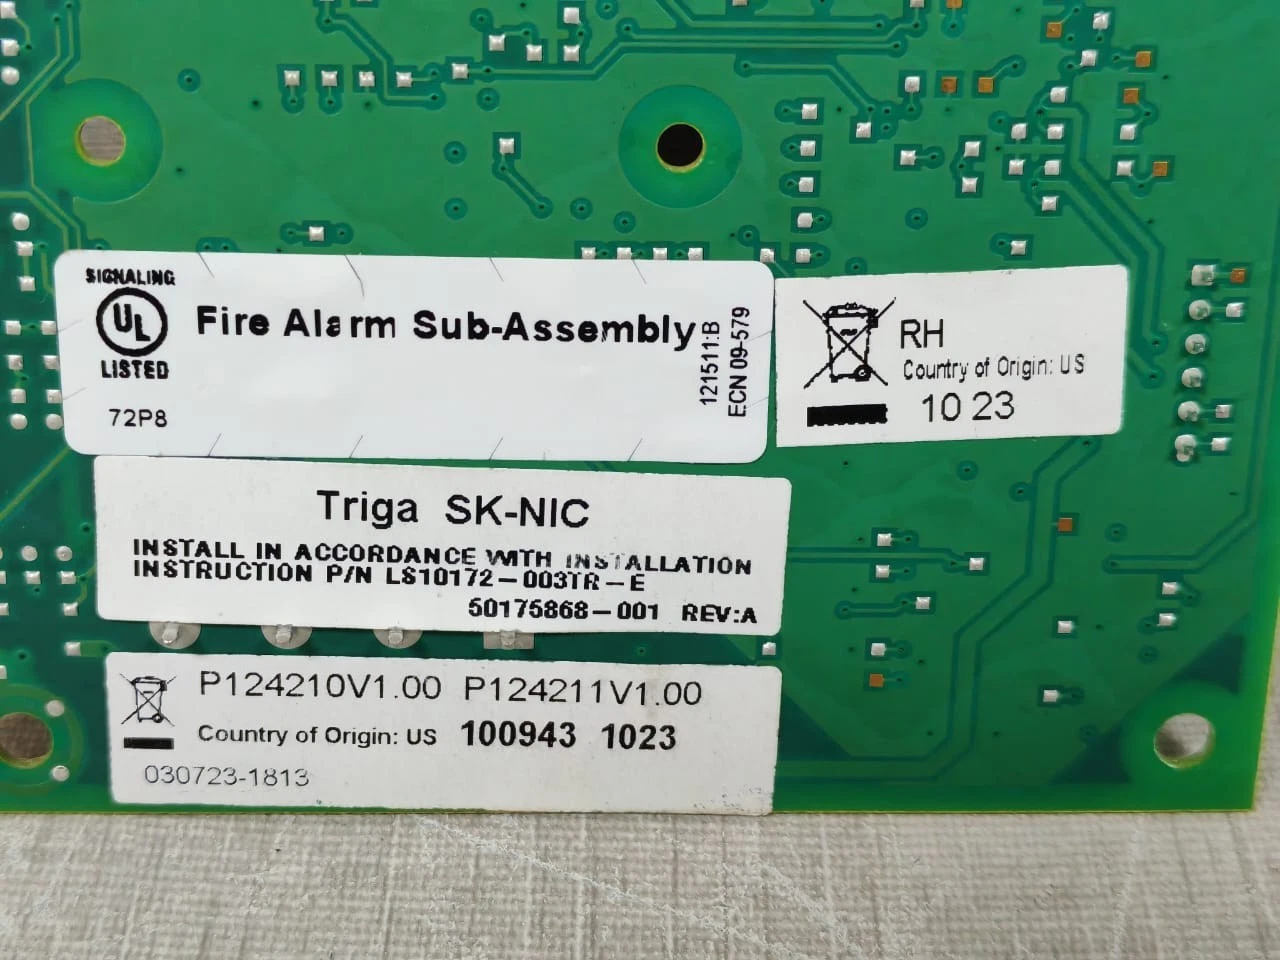 SIGNALING
UL
LISTED
72P8
Fire Alarm Sub-Assembly
121511:B
ECN 09-579
RH
Country of Origin: US
10 23
Triga SK-NIC
INSTALL IN ACCORDANCE WITH INSTALLATION
INSTRUCTION P/N LS10172-003TR-E
50175868-001 REV:A
P124210V1.00 P124211V1.00
Country of Origin: US 100943 1023
030723-1813